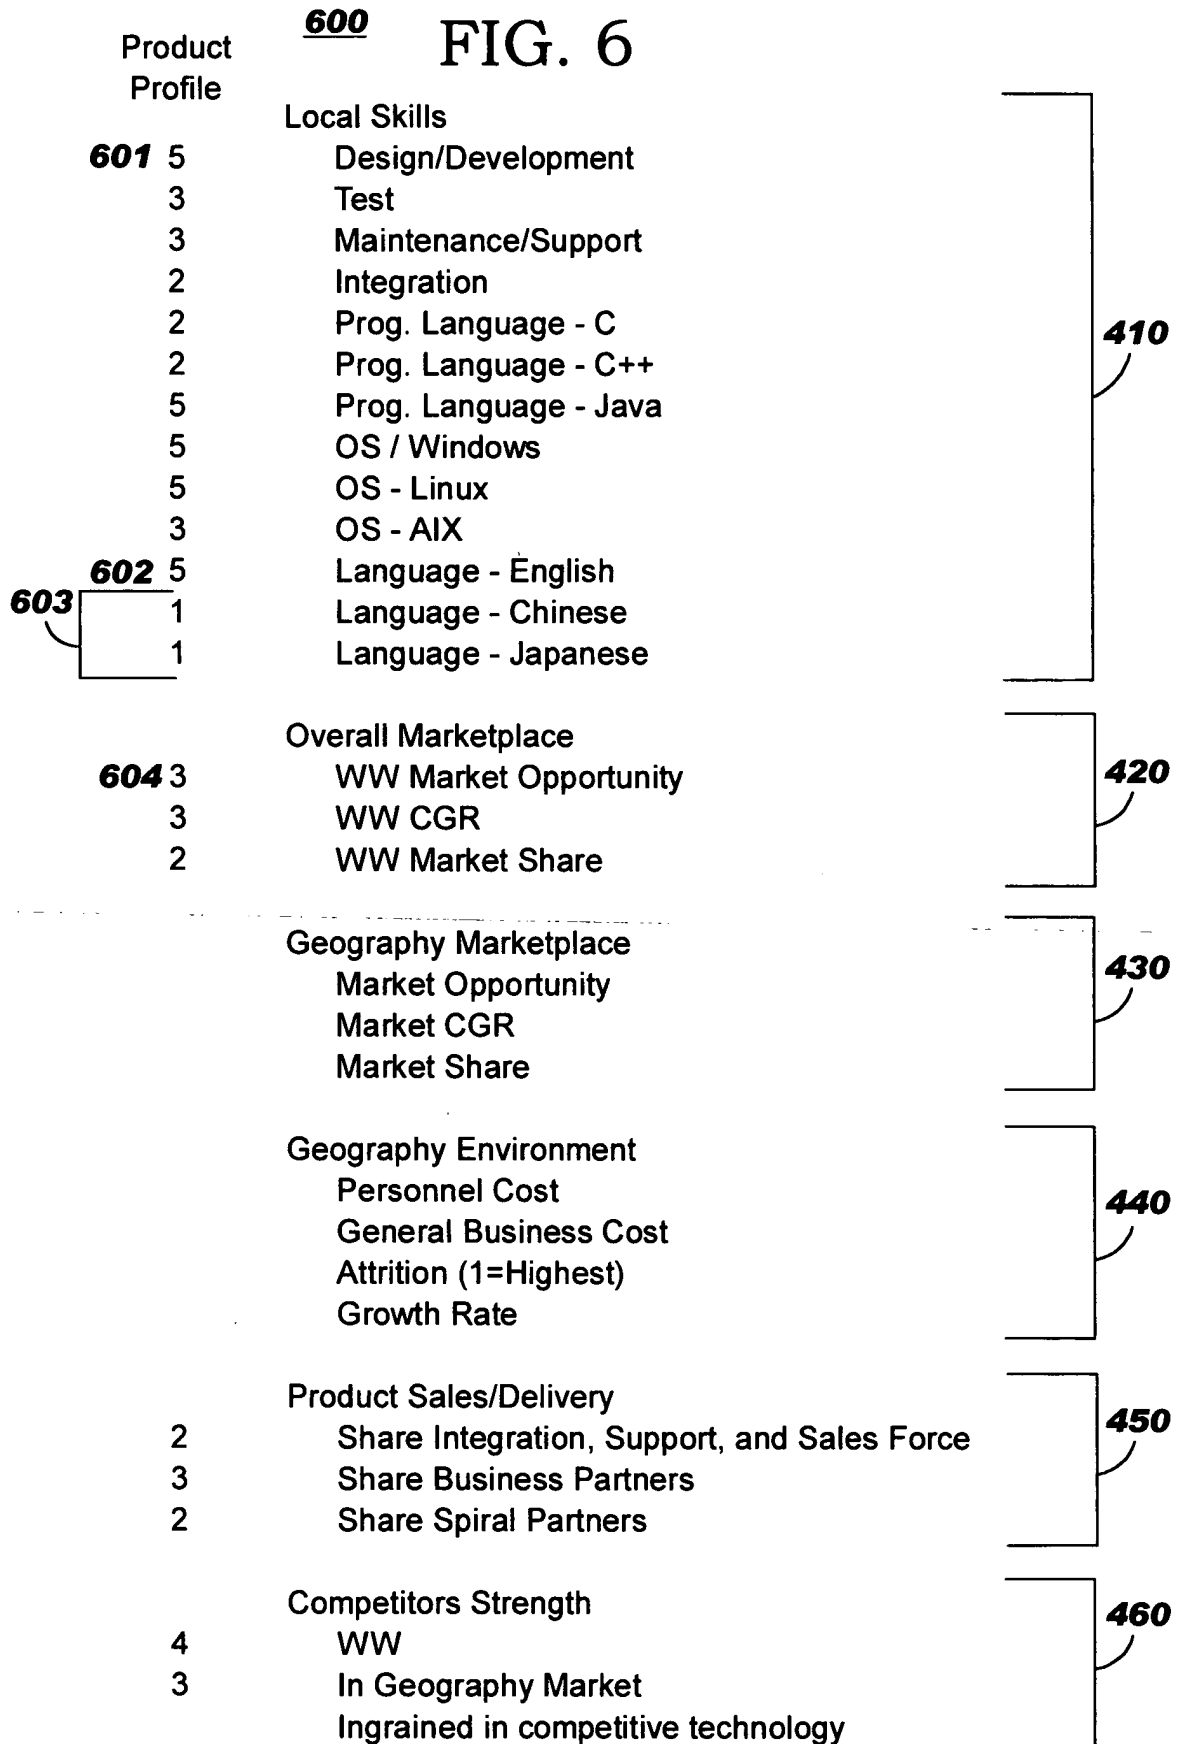 600 FIG. 6
Product
Profile
Local Skills
601 5 Design/Development
3 Test
3 Maintenance/Support
2 Integration
2 Prog. Language - C
410
2 Prog. Language - C++
5 Prog. Language - Java
5 OS / Windows
5 OS - Linux
3 OS - AIX
602 5 Language - English
603
1 Language - Chinese
1 Language - Japanese
Overall Marketplace
604 3 WW Market Opportunity
420
3 WW CGR
2 WW Market Share
Geography Marketplace
430
Market Opportunity
Market CGR
Market Share
Geography Environment
Personnel Cost
440
General Business Cost
Attrition (1=Highest)
Growth Rate
Product Sales/Delivery
450
2 Share Integration, Support, and Sales Force
3 Share Business Partners
2 Share Spiral Partners
Competitors Strength
460
4 WW
3 In Geography Market
Ingrained in competitive technology